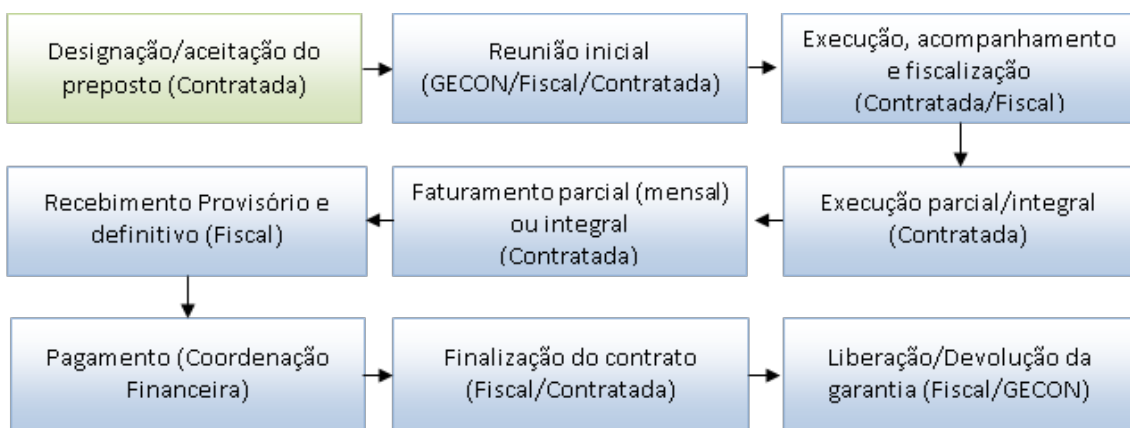 Designação/aceitação do
preposto (Contratada)
Reunião inicial
(GECON/Fiscal/Contratada)
Execução, acompanhamento
e fiscalização
(Contratada/Fiscal)
Execução parcial/integral
(Contratada)
Faturamento parcial (mensal)
ou integral
(Contratada)
Recebimento Provisório e
definitivo (Fiscal)
Pagamento (Coordenação
Financeira)
Finalização do contrato
(Fiscal/Contratada)
Liberação/Devolução da
garantia (Fiscal/GECON)